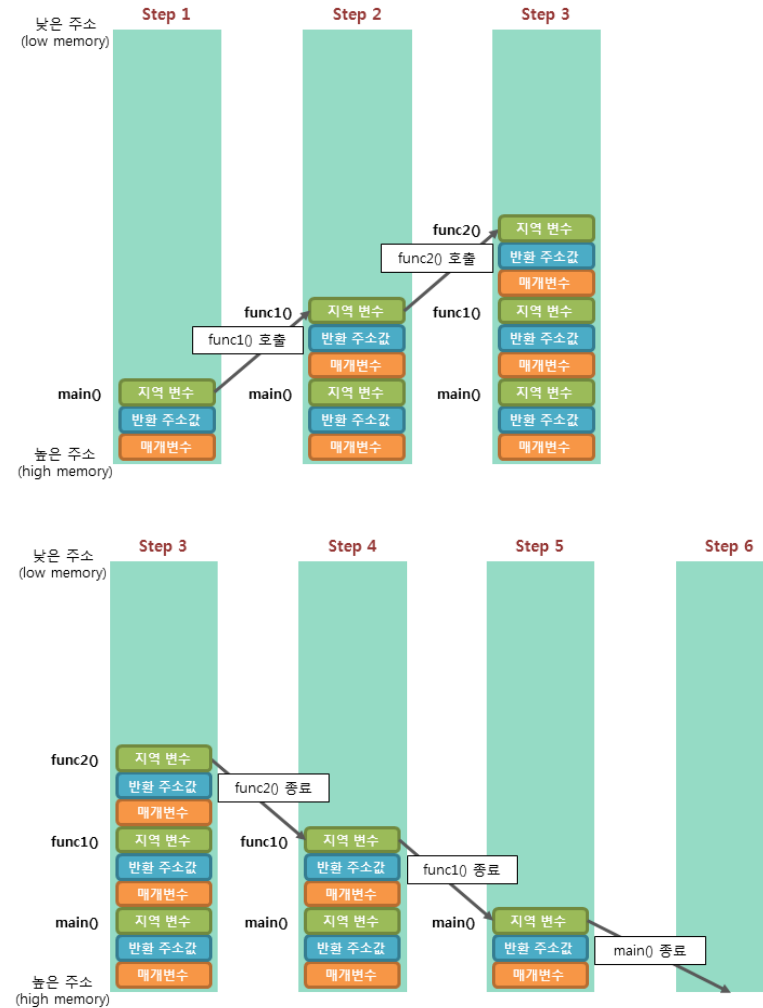 Step 1
Step 2
Step 3
낮은 주소
(low memory)
func2()
지역 변수
func2() 호출
반환 주소값
매개변수
func1()
지역 변수
func1()
지역 변수
func1() 호출
반환 주소값
반환 주소값
매개변수
매개변수
main()
지역 변수
main()
지역 변수
main()
지역 변수
반환 주소값
반환 주소값
반환 주소값
매개변수
매개변수
매개변수
높은 주소
(high memory)
Step 3
Step 4
Step 5
Step 6
낮은 주소
(low memory)
func2()
지역 변수
반환 주소값
func2() 종료
매개변수
func1()
지역 변수
func1()
지역 변수
반환 주소값
반환 주소값
func1() 종료
매개변수
매개변수
main()
지역 변수
main()
지역 변수
main()
지역 변수
반환 주소값
반환 주소값
반환 주소값
main() 종료
매개변수
매개변수
매개변수
높은 주소
(high memory)